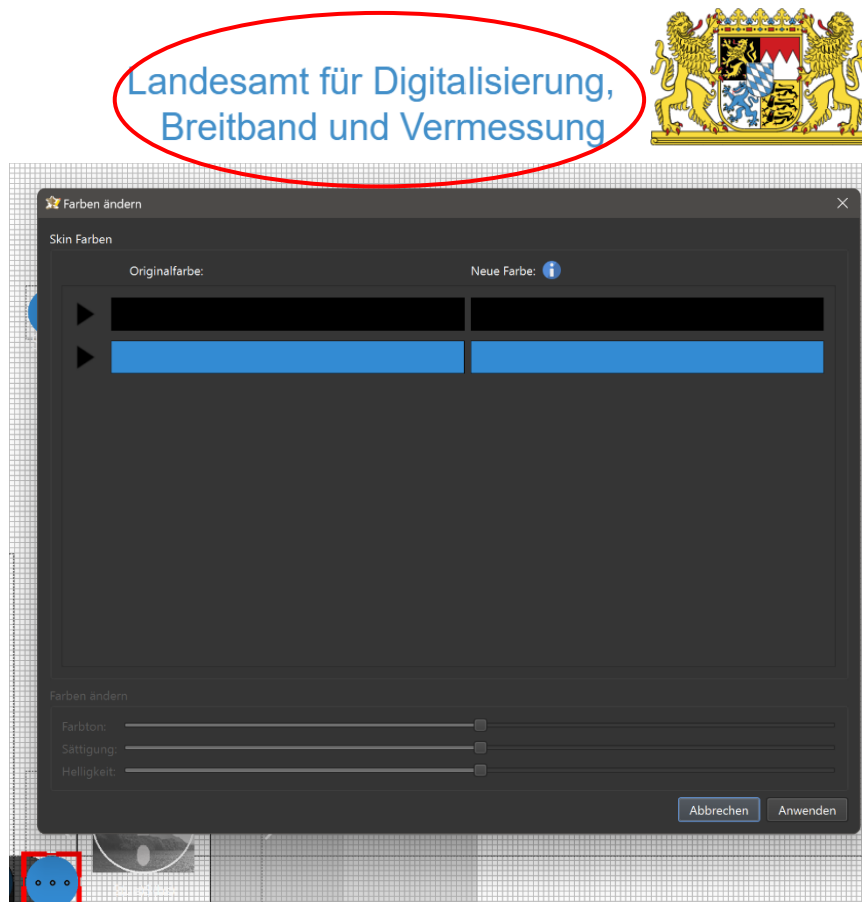 Landesamt für Digitalisierung,
Breitband und Vermessung
Farben ändern
Skin Farben
Originalfarbe: Neue Farbe:
Farben ändern
Farbton:
Sättigung:
Helligkeit:
Abbrechen Anwenden